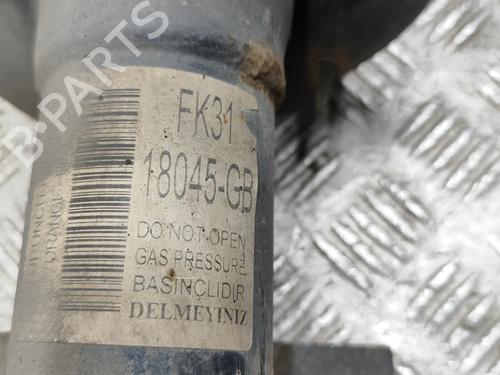 FK31
18045-GB
DO NOT OPEN
GAS PRESSURE
BASINÇLIDIR
DELMEYINIZ
B-Parts